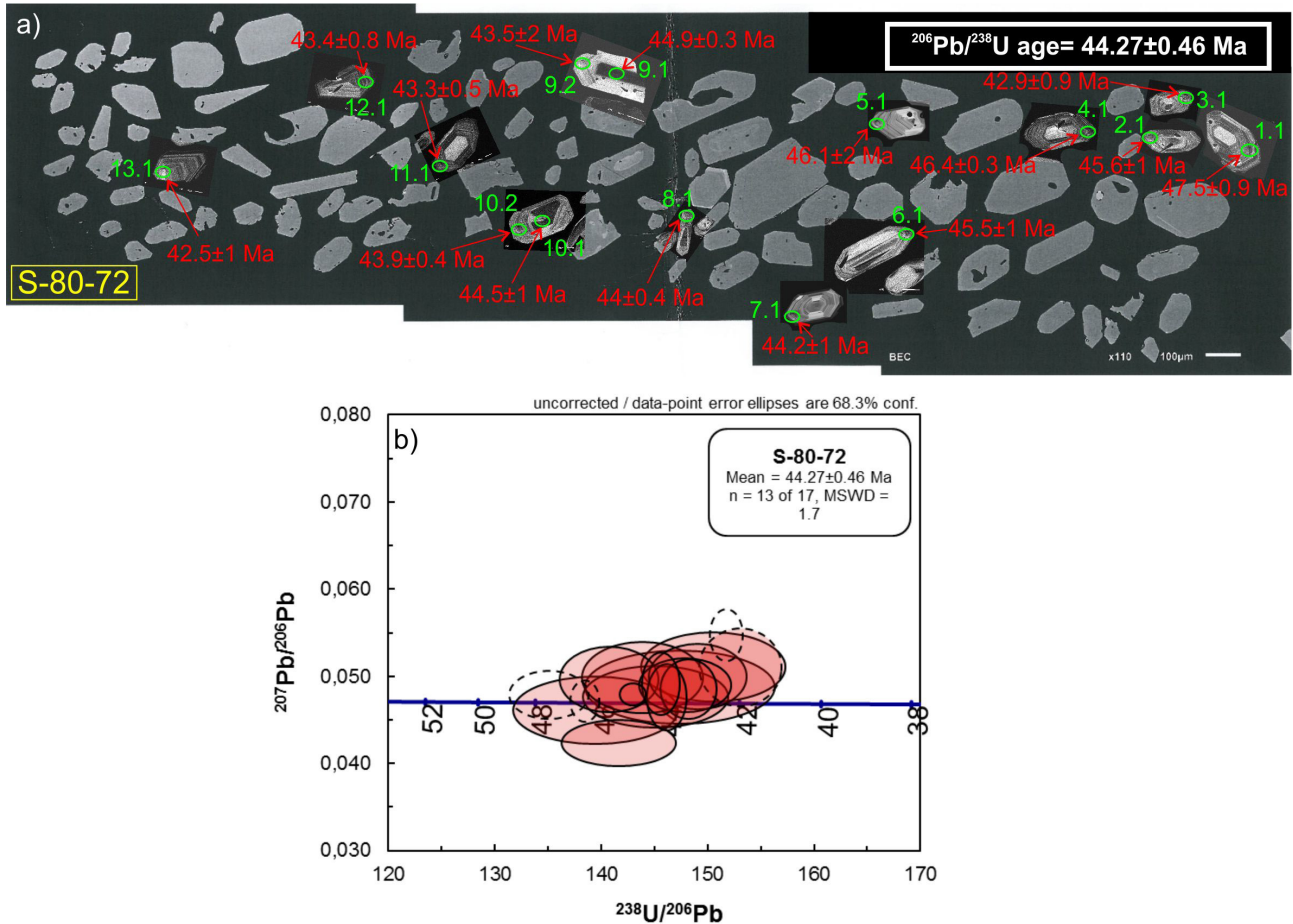 a)
²⁰⁶Pb/²³⁸U age= 44.27±0.46 Ma
43.4±0.8 Ma
43.5±2 Ma
44.9±0.3 Ma
9.1
9.2
12.1
43.3±0.5 Ma
11.1
13.1
42.5±1 Ma
10.2
10.1
43.9±0.4 Ma
44.5±1 Ma
8.1
44±0.4 Ma
5.1
46.1±2 Ma
42.9±0.9 Ma
3.1
4.1
2.1
1.1
46.4±0.3 Ma
45.6±1 Ma
47.5±0.9 Ma
6.1
45.5±1 Ma
7.1
44.2±1 Ma
S-80-72
BEC
x110
100µm
uncorrected / data-point error ellipses are 68.3% conf.
b)
S-80-72
Mean = 44.27±0.46 Ma
n = 13 of 17, MSWD =
1.7
²⁰⁷Pb/²⁰⁶Pb
0,080
0,070
0,060
0,050
0,040
0,030
52
50
48
42
40
38
120
130
140
150
160
170
²³⁸U/²⁰⁶Pb